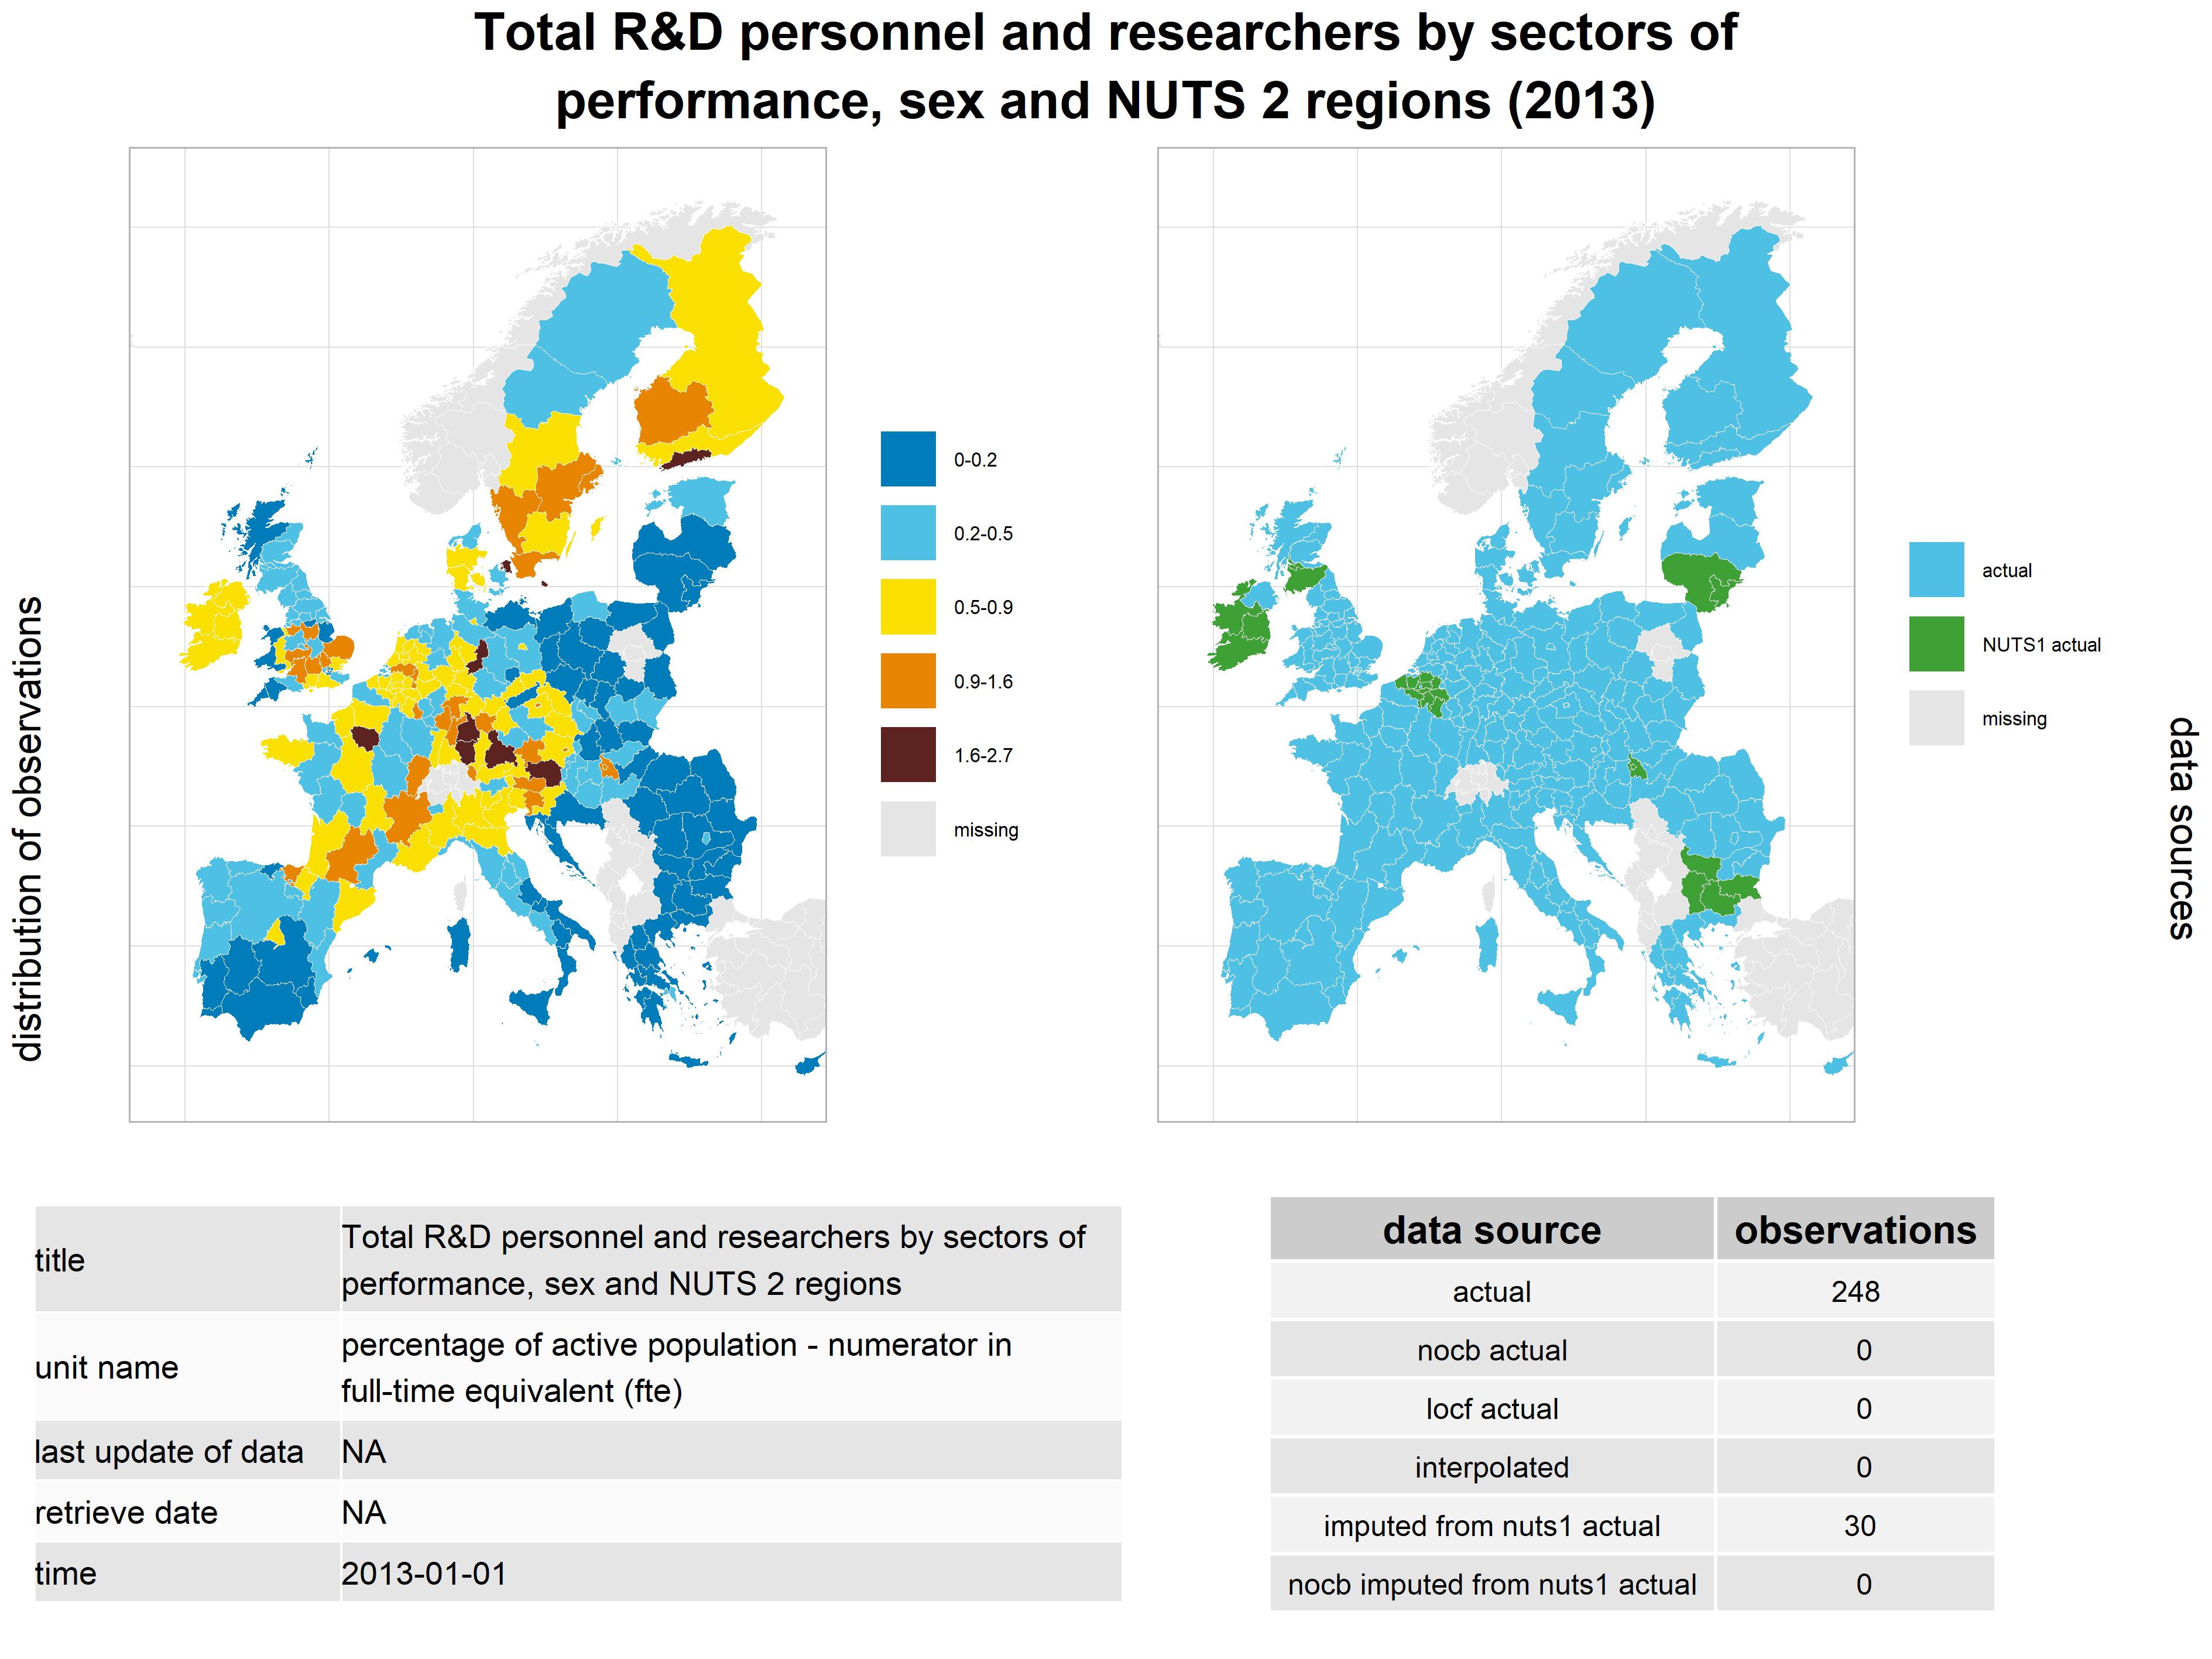 Total R&D personnel and researchers by sectors of
performance, sex and NUTS 2 regions (2013)
distribution of observations
0-0.2
0.2-0.5
0.5-0.9
0.9-1.6
1.6-2.7
missing
actual
NUTS1 actual
missing
data sources
title
Total R&D personnel and researchers by sectors of
performance, sex and NUTS 2 regions
unit name
percentage of active population - numerator in
full-time equivalent (fte)
last update of data NA
retrieve date NA
time 2013-01-01
data source observations
actual 248
nocb actual 0
locf actual 0
interpolated 0
imputed from nuts1 actual 30
nocb imputed from nuts1 actual 0